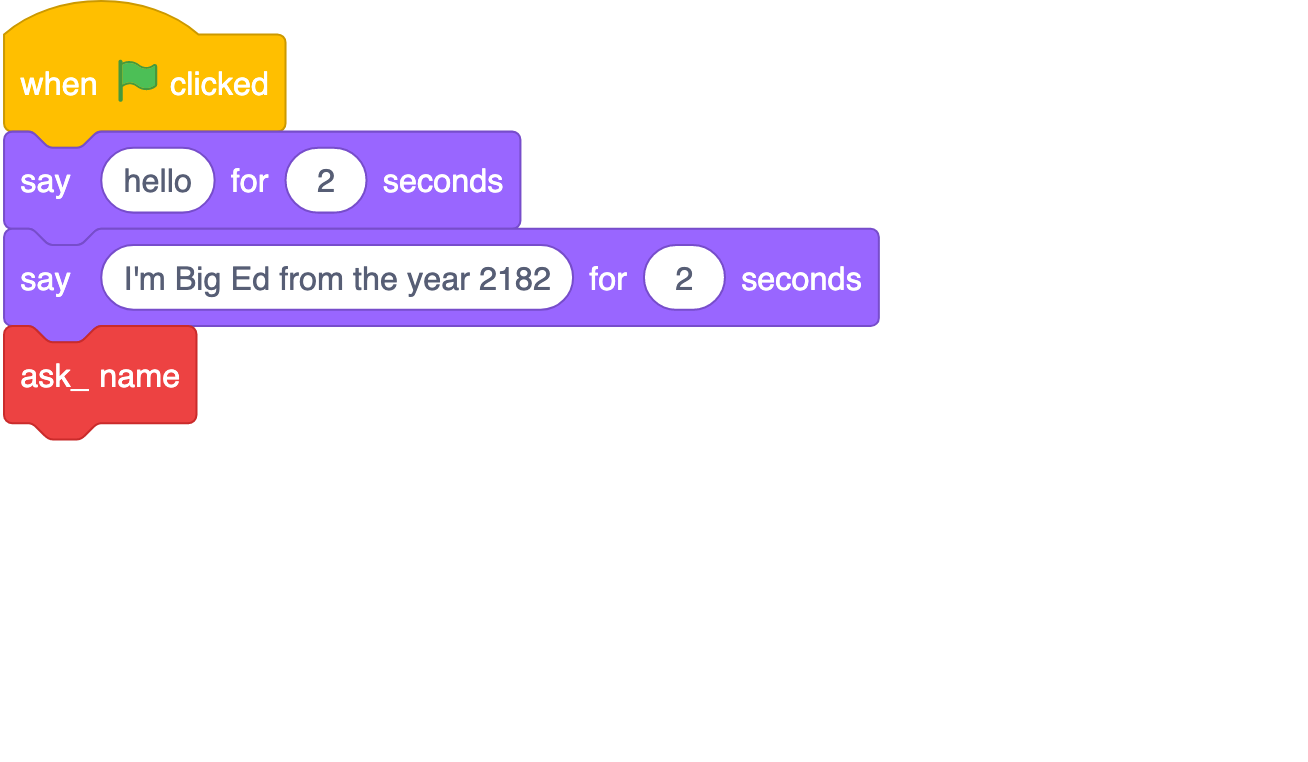 when clicked
say hello for 2 seconds
say I'm Big Ed from the year 2182 for 2 seconds
ask_ name